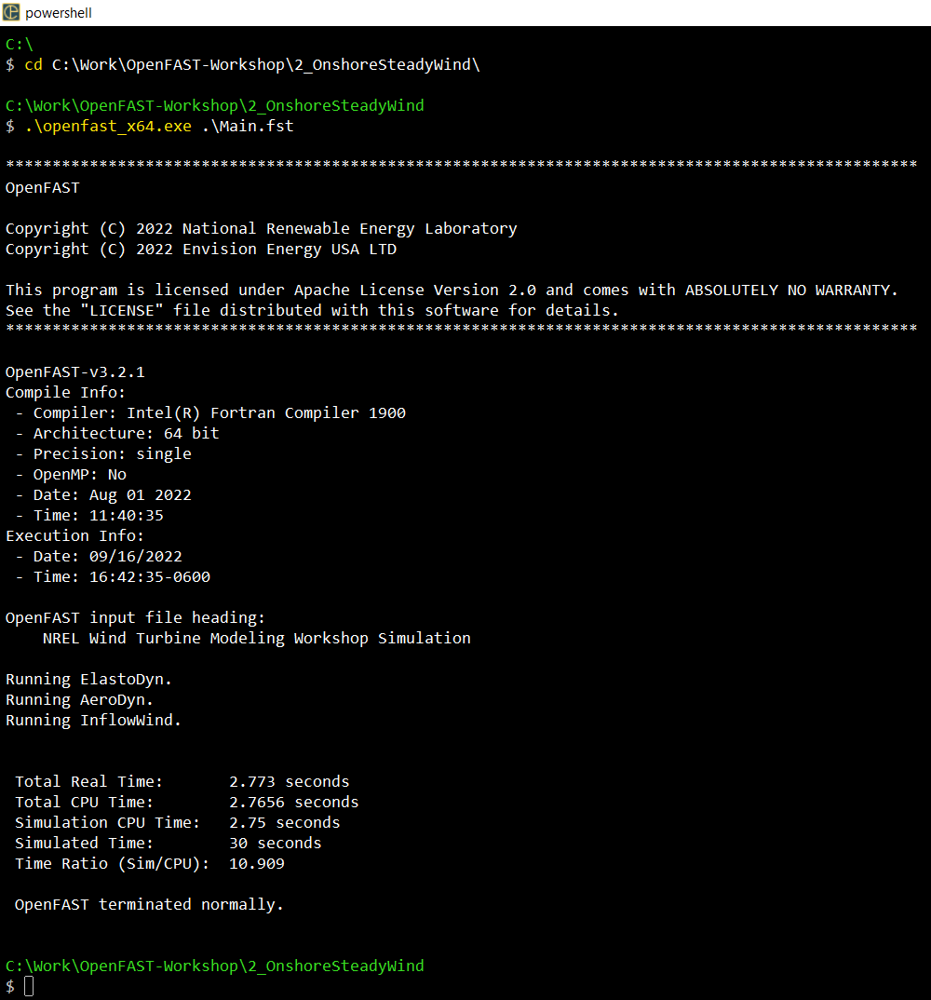 powershell
C:\
$ cd C:\Work\OpenFAST-Workshop\2_OnshoreSteadyWind\
C:\Work\OpenFAST-Workshop\2_OnshoreSteadyWind
$ .\openfast_x64.exe .\Main.fst
**************************************************************************************************
OpenFAST
Copyright (C) 2022 National Renewable Energy Laboratory
Copyright (C) 2022 Envision Energy USA LTD
This program is licensed under Apache License Version 2.0 and comes with ABSOLUTELY NO WARRANTY.
See the "LICENSE" file distributed with this software for details.
**************************************************************************************************
OpenFAST-v3.2.1
Compile Info:
- Compiler: Intel(R) Fortran Compiler 1900
- Architecture: 64 bit
- Precision: single
- OpenMP: No
- Date: Aug 01 2022
- Time: 11:40:35
Execution Info:
- Date: 09/16/2022
- Time: 16:42:35-0600
OpenFAST input file heading:
NREL Wind Turbine Modeling Workshop Simulation
Running ElastoDyn.
Running AeroDyn.
Running InflowWind.
Total Real Time: 2.773 seconds
Total CPU Time: 2.7656 seconds
Simulation CPU Time: 2.75 seconds
Simulated Time: 30 seconds
Time Ratio (Sim/CPU): 10.909
OpenFAST terminated normally.
C:\Work\OpenFAST-Workshop\2_OnshoreSteadyWind
$